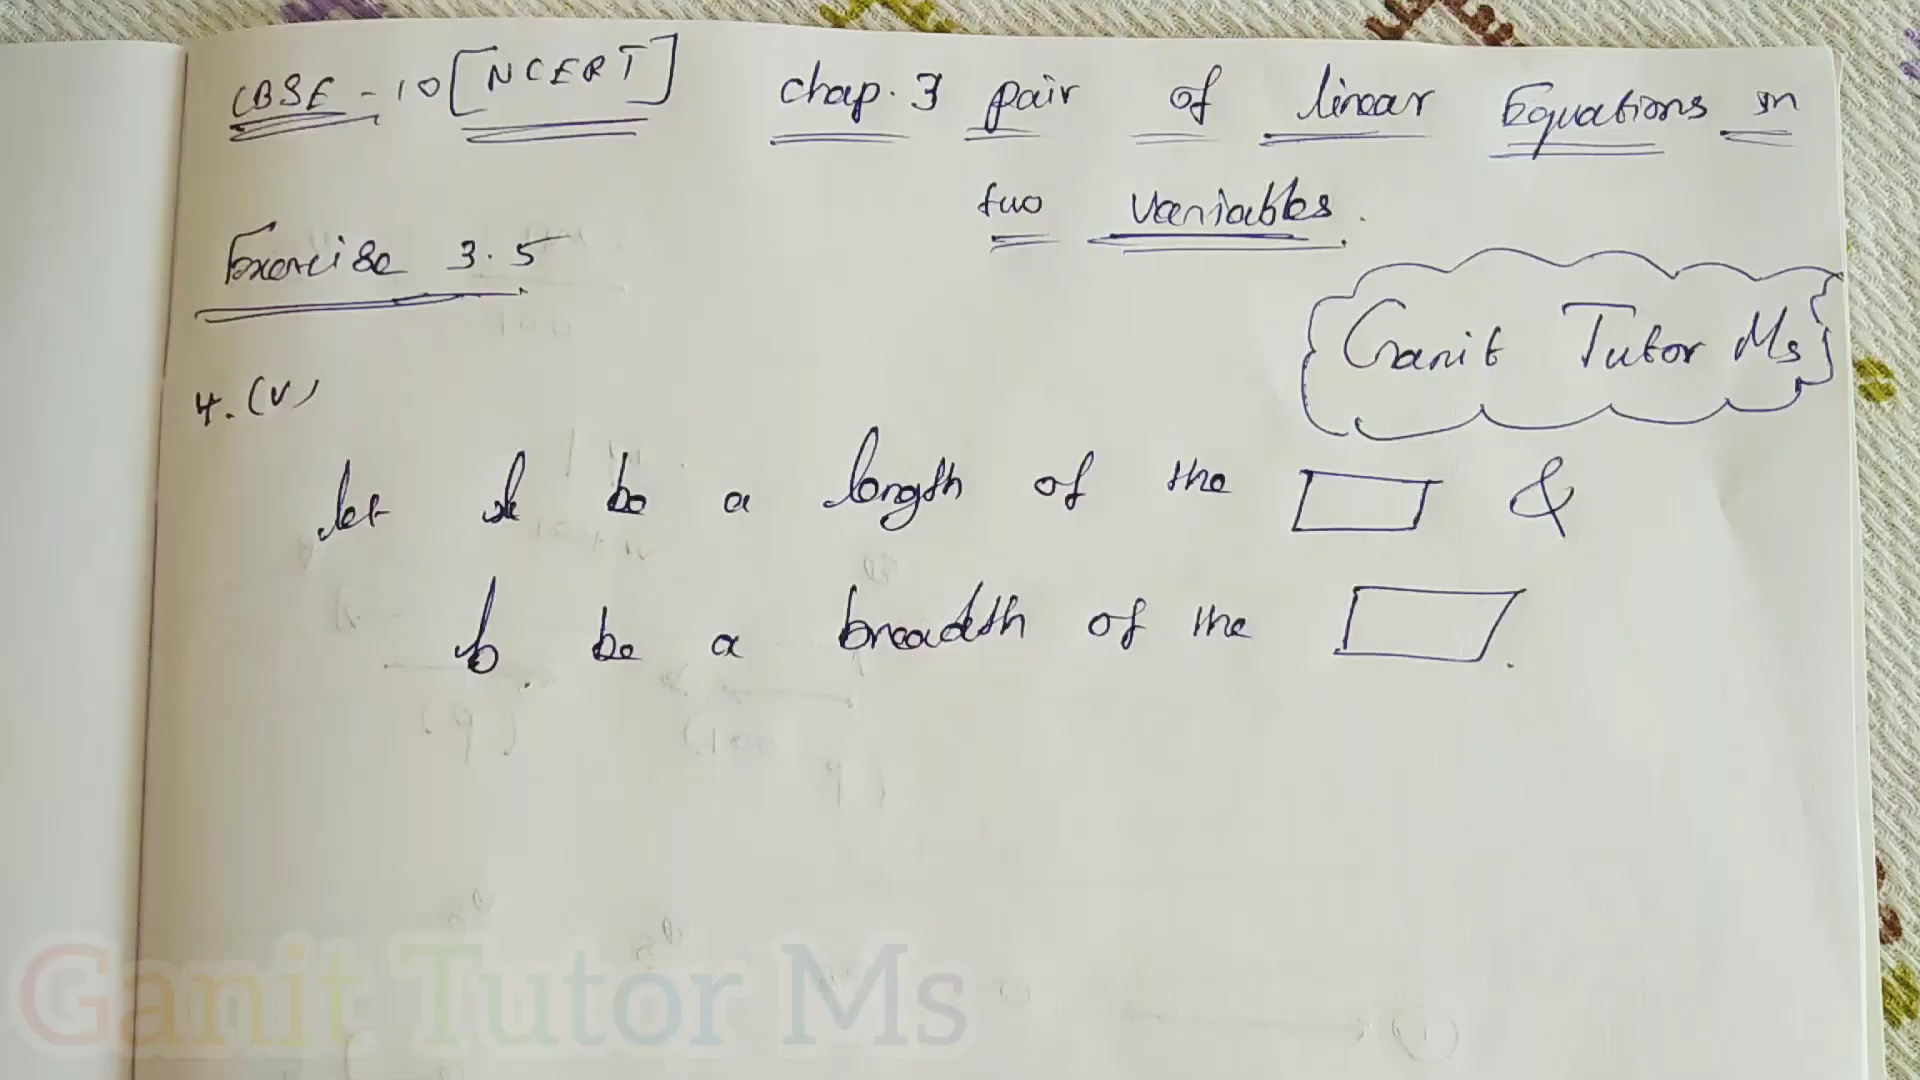 CBSE - 10 [NCERT] chap. 3 pair of linear Equations in
two variables.
Exercise 3.5
Ganit Tutor Ms
4. (v)
let l be a length of the ▭ &
b be a breadth of the ▱.
Ganit Tutor Ms